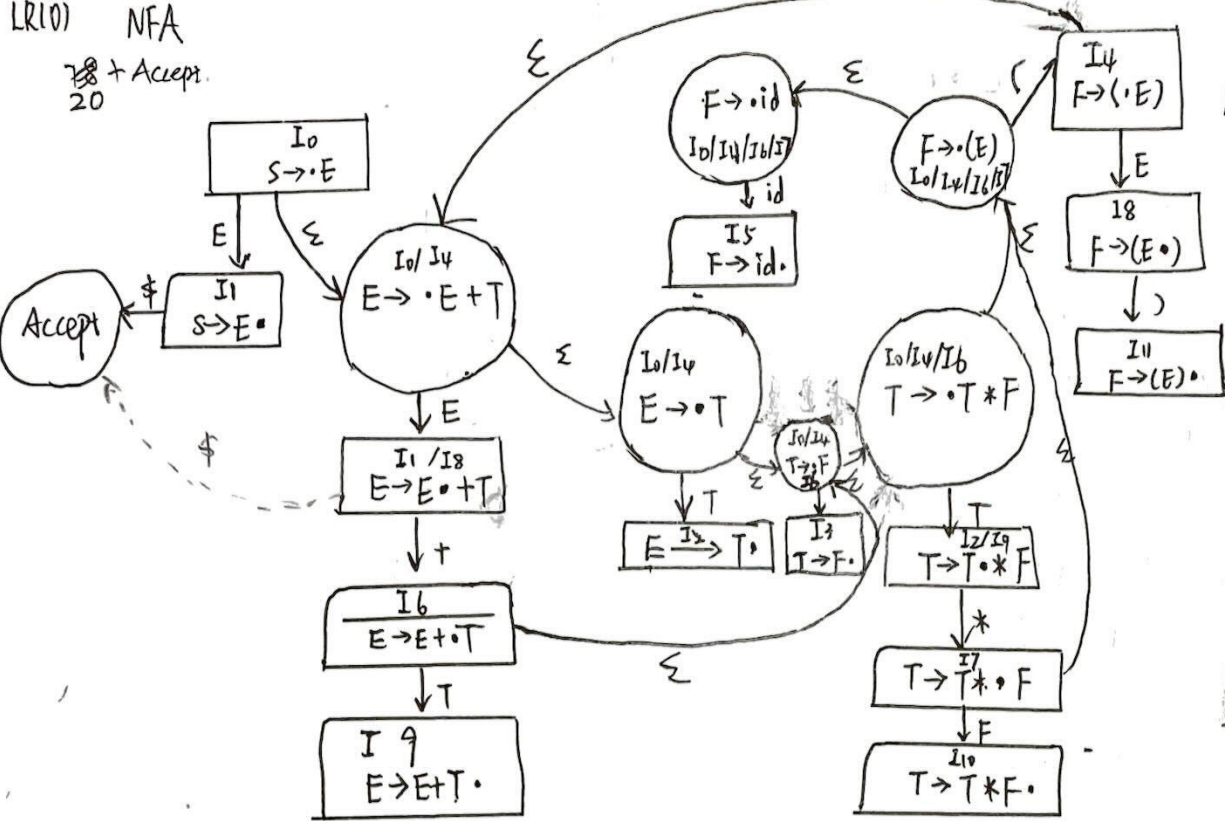 LR(0) NFA
+ Accept.
20
I0
S→·E
E
ε
I1
S→E·
$
Accept
$
ε
I0/I4
E→·E+T
E
I1/I8
E→E·+T
+
I6
E→E+·T
T
I9
E→E+T·
ε
ε
I0/I4
E→·T
T
I2
E→T·
ε
I0/I4
T→·F
I6
I3
T→F·
ε
I0/I4/I6
T→·T*F
T
I2/I9
T→T·*F
*
I7
T→T*·F
F
I10
T→T*F·
ε
ε
F→·(E)
I0/I4/I6/I7
ε
F→·id
I0/I4/I6/I7
id
I5
F→id·
(
I4
F→(·E)
E
I8
F→(E·)
)
I11
F→(E)·